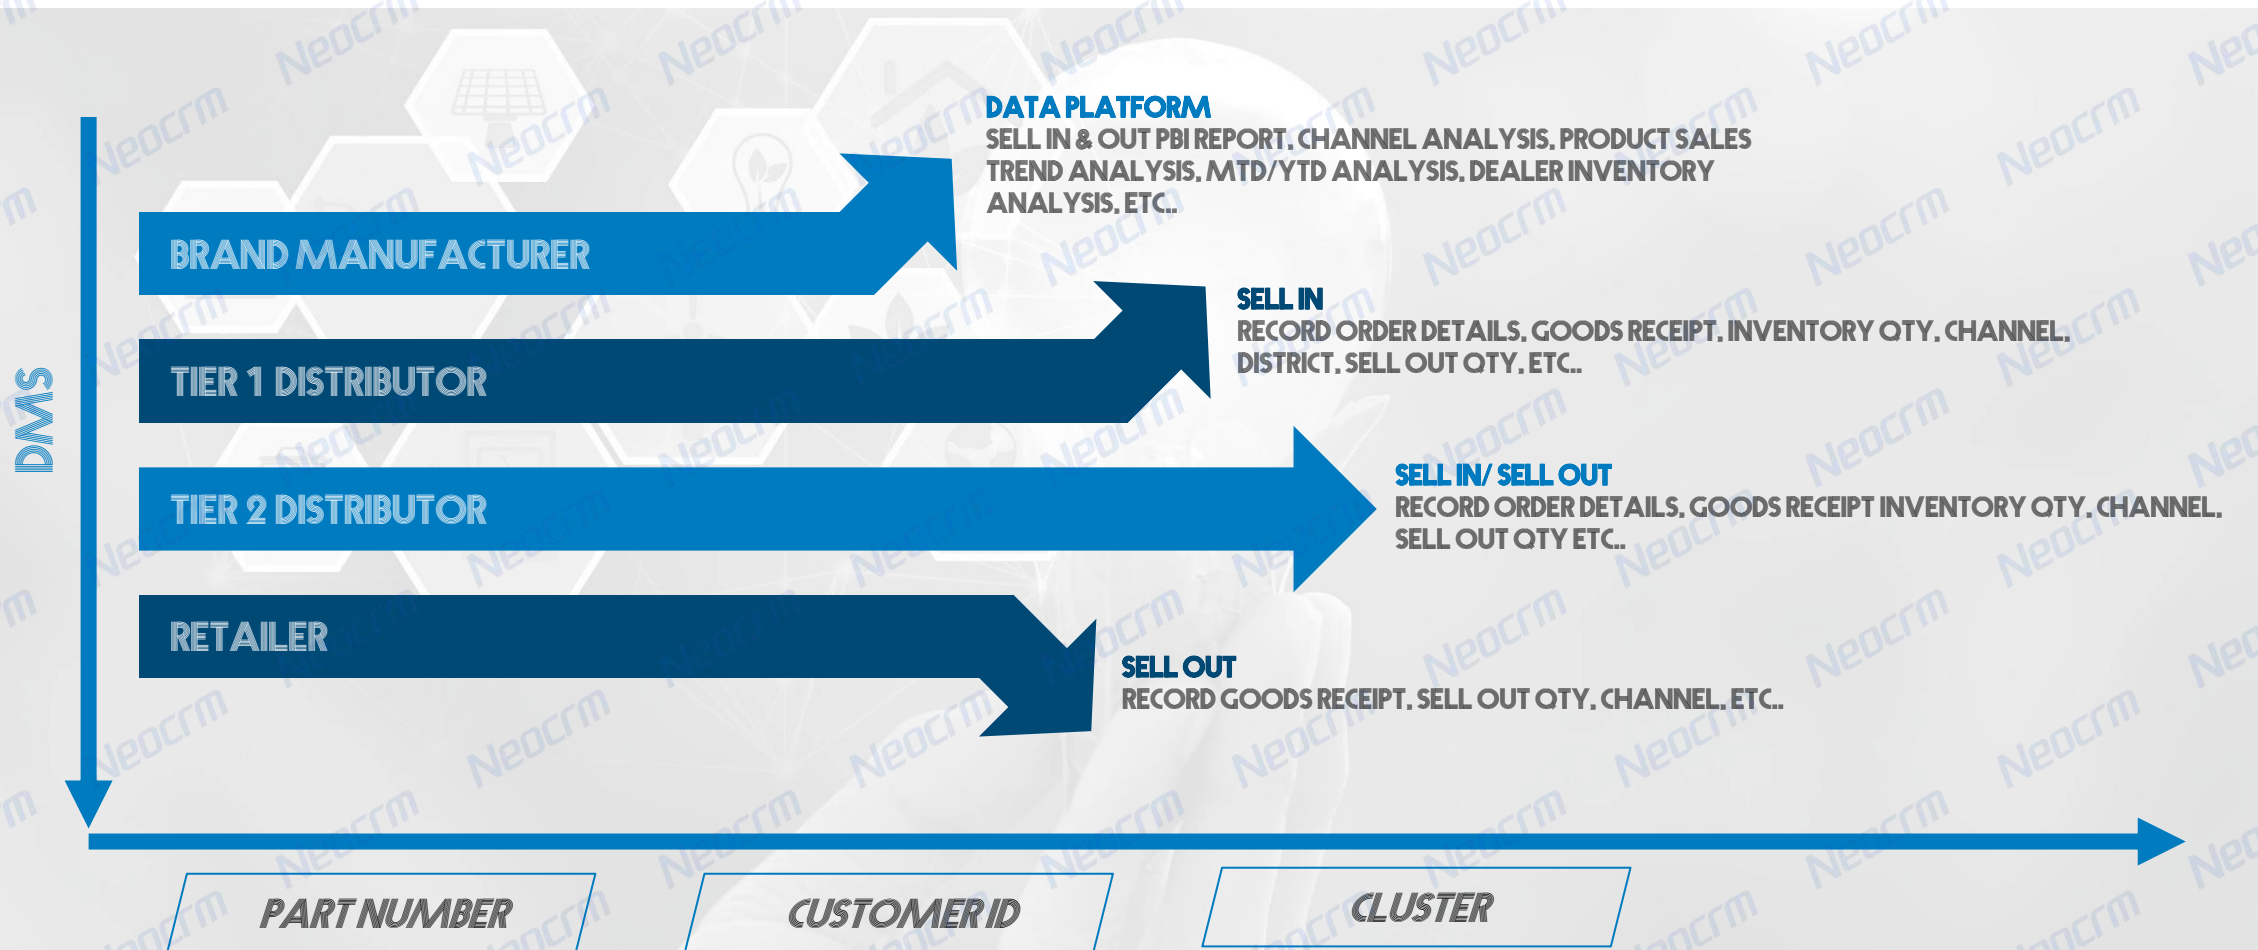 DATA PLATFORM
SELL IN & OUT PBI REPORT, CHANNEL ANALYSIS, PRODUCT SALES
TREND ANALYSIS, MTD/YTD ANALYSIS, DEALER INVENTORY
ANALYSIS, ETC..
BRAND MANUFACTURER
SELL IN
RECORD ORDER DETAILS, GOODS RECEIPT, INVENTORY QTY, CHANNEL,
DISTRICT, SELL OUT QTY, ETC..
TIER 1 DISTRIBUTOR
DMS
SELL IN/ SELL OUT
RECORD ORDER DETAILS, GOODS RECEIPT INVENTORY QTY, CHANNEL,
SELL OUT QTY ETC..
TIER 2 DISTRIBUTOR
RETAILER
SELL OUT
RECORD GOODS RECEIPT, SELL OUT QTY, CHANNEL, ETC..
PART NUMBER
CUSTOMER ID
CLUSTER
Neocrm